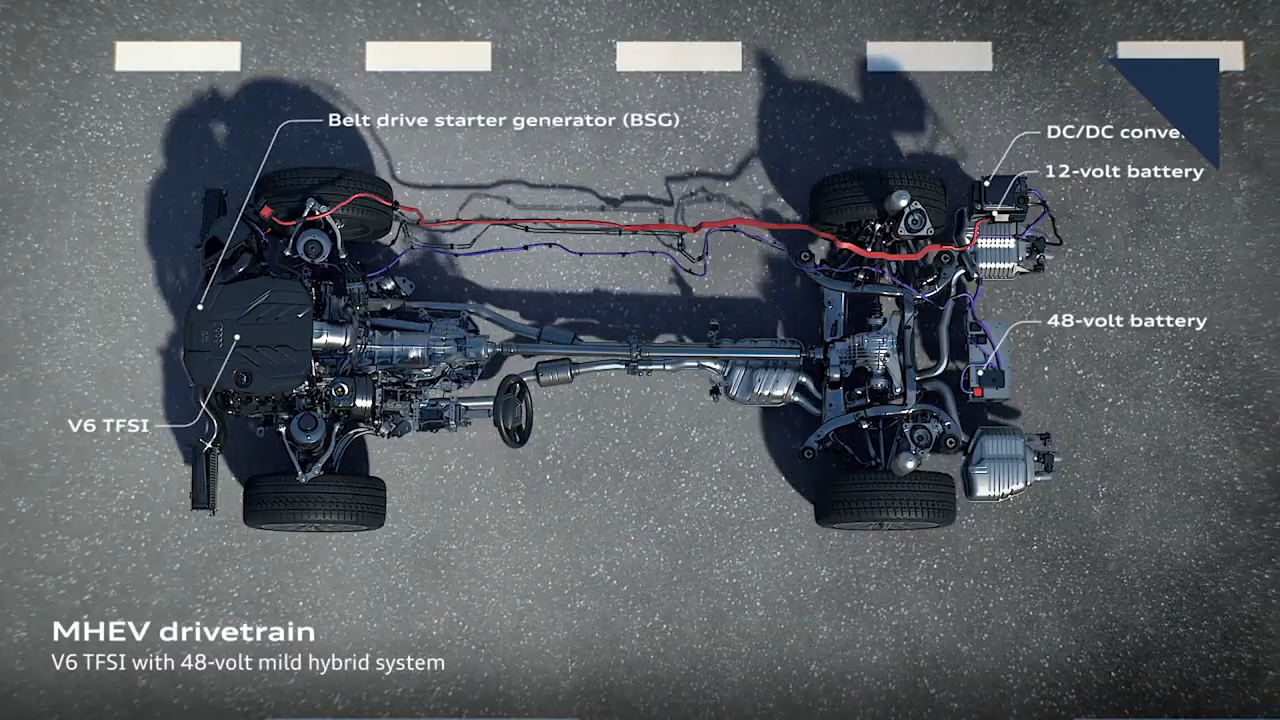 Belt drive starter generator (BSG)
DC/DC
12-volt battery
48-volt battery
V6 TFSI
MHEV drivetrain
V6 TFSI with 48-volt mild hybrid system